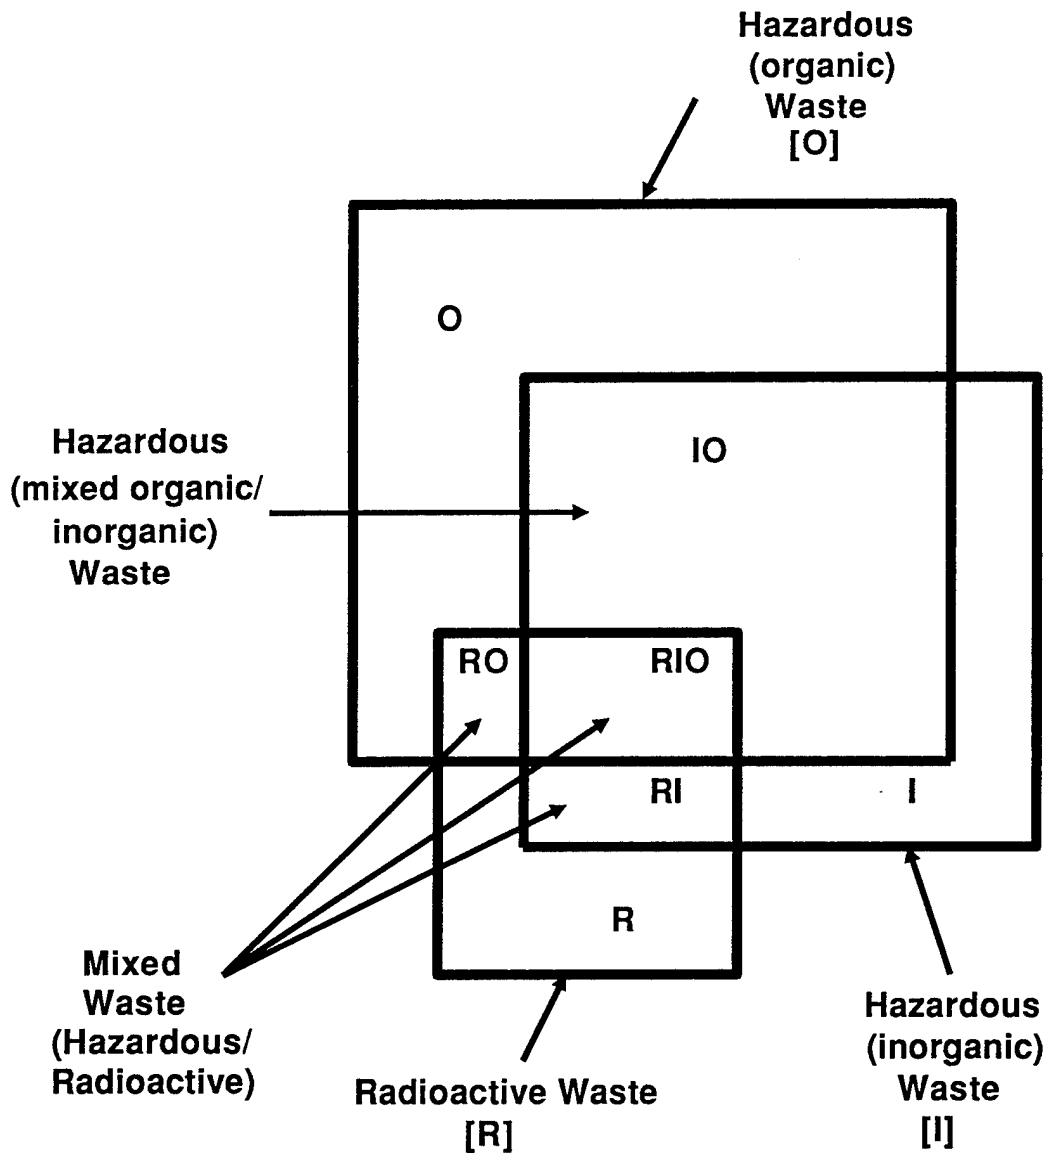 Hazardous
(organic)
Waste
[O]
O
Hazardous
(mixed organic/
inorganic)
Waste
IO
RO
RIO
RI
I
R
Mixed
Waste
(Hazardous/
Radioactive)
Radioactive Waste
[R]
Hazardous
(inorganic)
Waste
[I]